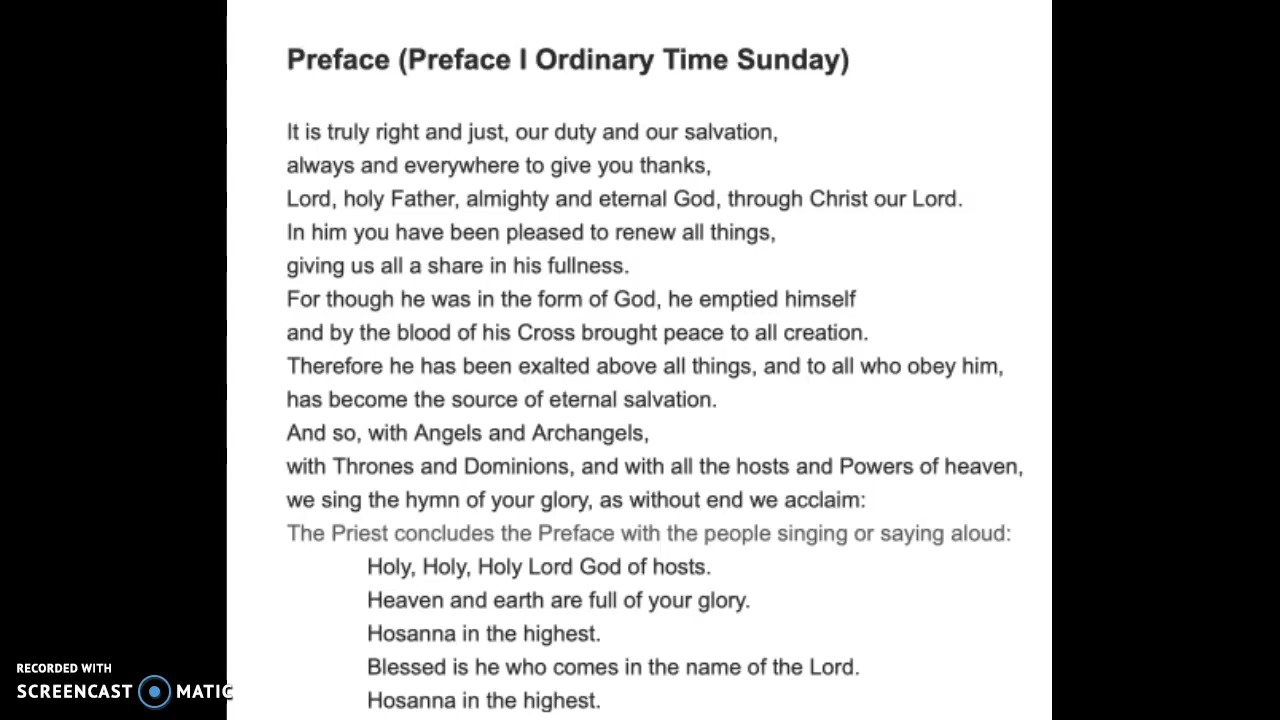 Preface (Preface I Ordinary Time Sunday)
It is truly right and just, our duty and our salvation,
always and everywhere to give you thanks,
Lord, holy Father, almighty and eternal God, through Christ our Lord.
In him you have been pleased to renew all things,
giving us all a share in his fullness.
For though he was in the form of God, he emptied himself
and by the blood of his Cross brought peace to all creation.
Therefore he has been exalted above all things, and to all who obey him,
has become the source of eternal salvation.
And so, with Angels and Archangels,
with Thrones and Dominions, and with all the hosts and Powers of heaven,
we sing the hymn of your glory, as without end we acclaim:
The Priest concludes the Preface with the people singing or saying aloud:
Holy, Holy, Holy Lord God of hosts.
Heaven and earth are full of your glory.
Hosanna in the highest.
Blessed is he who comes in the name of the Lord.
Hosanna in the highest.
RECORDED WITH
SCREENCAST MATIC